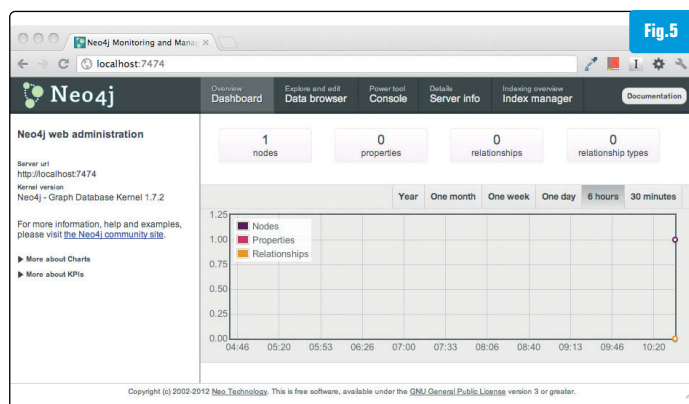 Fig.5
Neo4j Monitoring and Manag
localhost:7474
Neo4j
Overview
Dashboard
Explore and edit
Data browser
Power tool
Console
Details
Server info
Indexing overview
Index manager
Documentation
Neo4j web administration
Server url
http://localhost:7474
Kernel version
Neo4j - Graph Database Kernel 1.7.2
For more information, help and examples,
please visit the Neo4j community site.
More about Charts
More about KPIs
1
nodes
0
properties
0
relationships
0
relationship types
Year One month One week One day 6 hours 30 minutes
1.25
1.00
0.75
0.50
0.25
0.00
Nodes
Properties
Relationships
04:46 05:20 05:53 06:26 07:00 07:33 08:06 08:40 09:13 09:46 10:20
Copyright (c) 2002-2012 Neo Technology. This is free software, available under the GNU General Public License version 3 or greater.